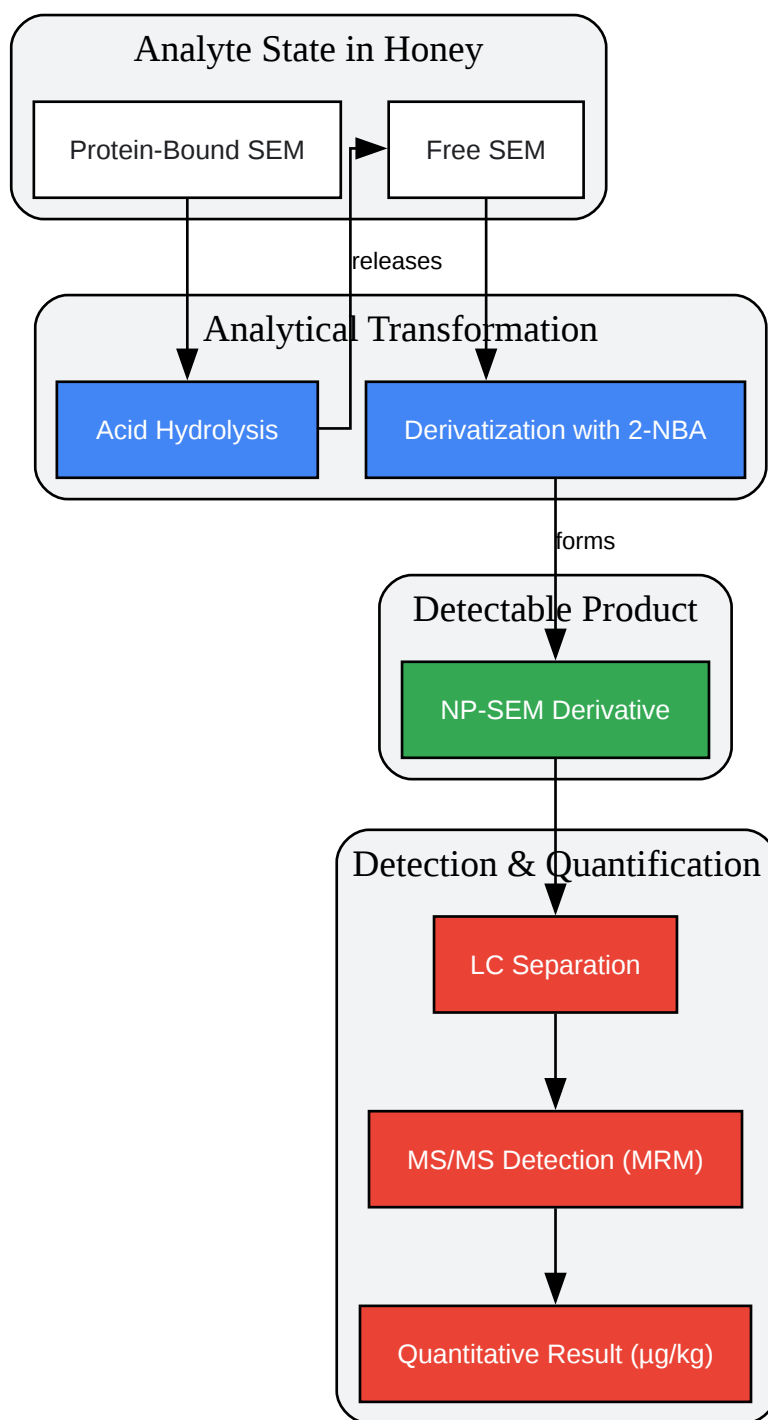 Analyte State in Honey
Protein-Bound SEM
Free SEM
releases
Analytical Transformation
Acid Hydrolysis
Derivatization with 2-NBA
forms
Detectable Product
NP-SEM Derivative
Detection & Quantification
LC Separation
MS/MS Detection (MRM)
Quantitative Result (µg/kg)